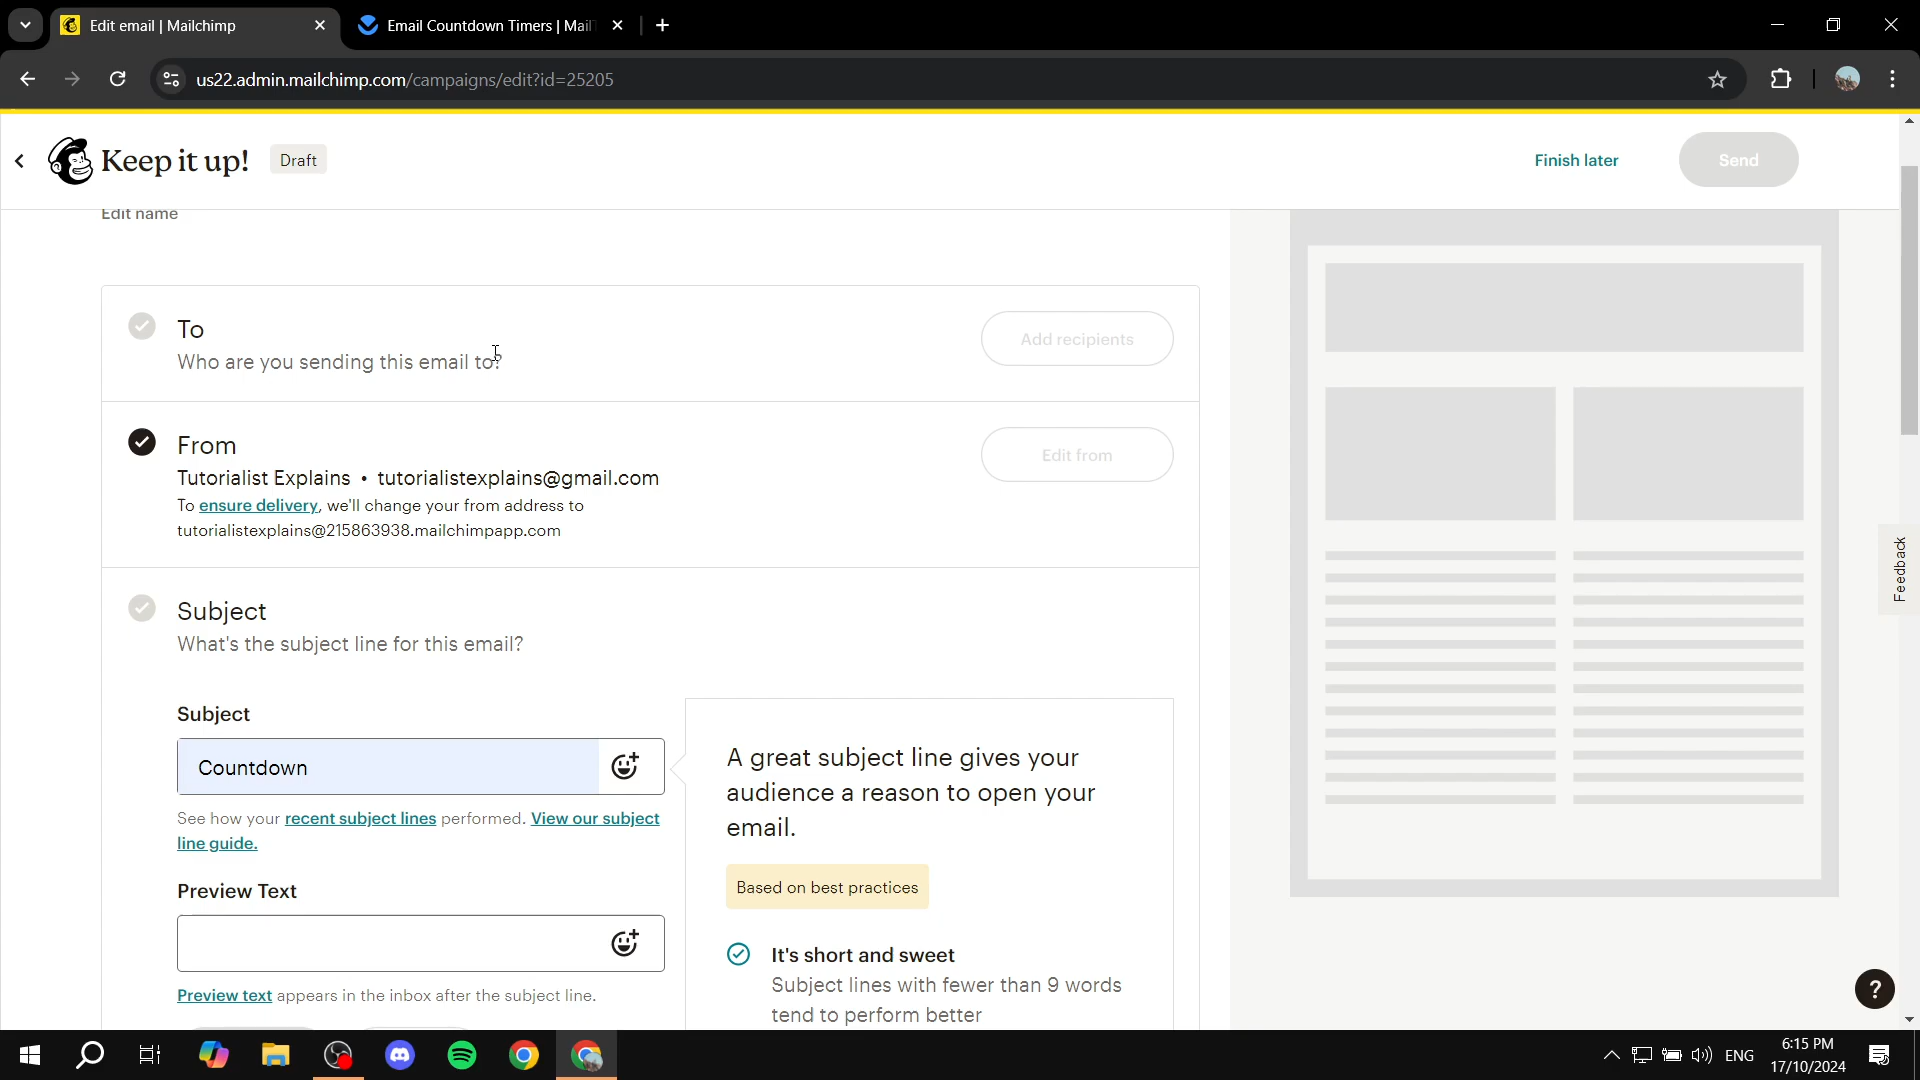 Edit email | Mailchimp
Email Countdown Timers | Mail
us22.admin.mailchimp.com/campaigns/edit?id=25205
Keep it up!
Draft
Finish later
Send
Edit name
To
Who are you sending this email to?
Add recipients
From
Tutorialist Explains • tutorialistexplains@gmail.com
To ensure delivery, we'll change your from address to
tutorialistexplains@215863938.mailchimpapp.com
Edit from
Subject
What's the subject line for this email?
Subject
Countdown
See how your recent subject lines performed. View our subject
line guide.
Preview Text
Preview text appears in the inbox after the subject line.
A great subject line gives your
audience a reason to open your
email.
Based on best practices
It's short and sweet
Subject lines with fewer than 9 words
tend to perform better
Feedback
?
ENG
6:15 PM
17/10/2024